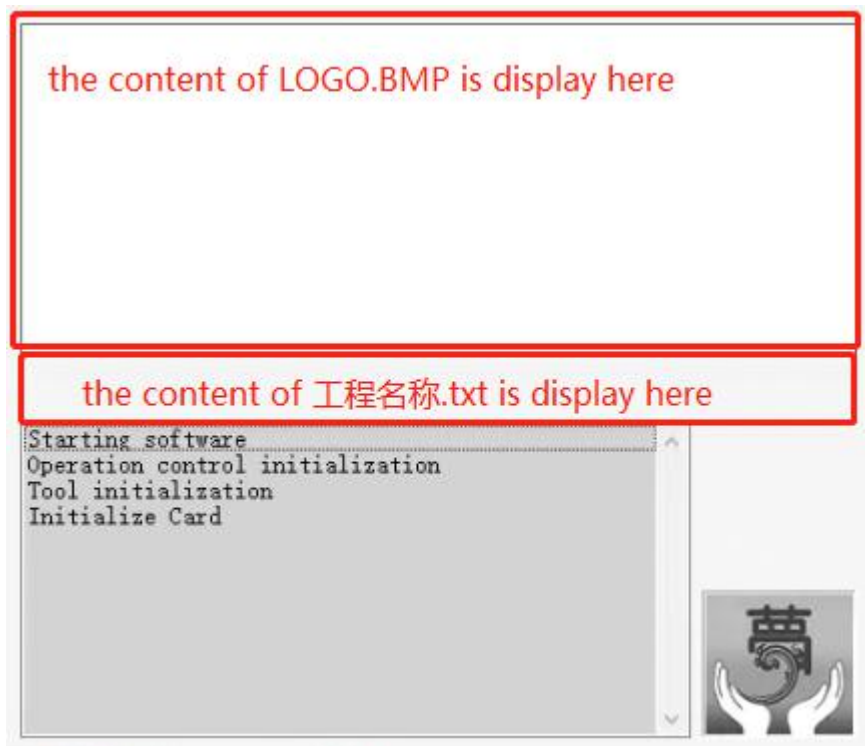 the content of LOGO.BMP is display here
the content of 工程名称.txt is display here
Starting software
Operation control initialization
Tool initialization
Initialize Card
夢